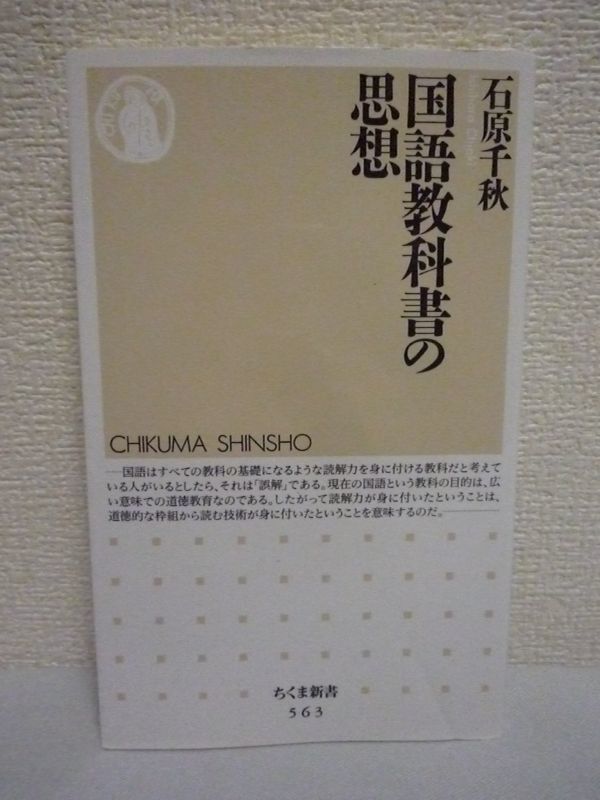 石原千秋
Ishihara Chiaki
国語教科書の
思想
CHIKUMA SHINSHO
―国語はすべての教科の基礎になるような読解力を身に付ける教科だと考えて
いる人がいるとしたら、それは「誤解」である。現在の国語という教科の目的は、広
い意味での道徳教育なのである。したがって読解力が身に付いたということは、
道徳的な枠組から読む技術が身に付いたということを意味するのだ。―
ちくま新書
563